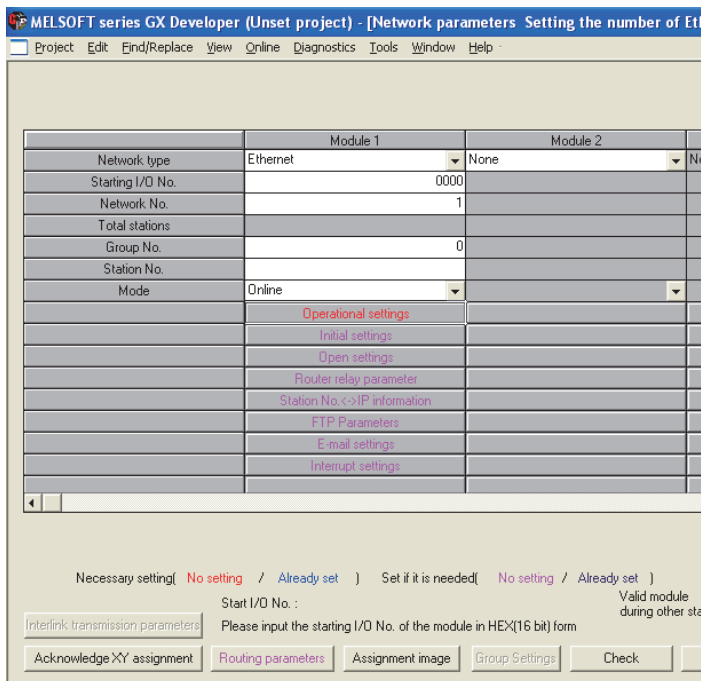 MELSOFT series GX Developer (Unset project) - [Network parameters Setting the number of Et
Project Edit Find/Replace View Online Diagnostics Tools Window Help
Module 1 Module 2
Network type Ethernet None N
Starting I/O No. 0000
Network No. 1
Total stations
Group No. 0
Station No.
Mode Online
Operational settings
Initial settings
Open settings
Router relay parameter
Station No.<->IP information
FTP Parameters
E-mail settings
Interrupt settings
Necessary setting( No setting / Already set ) Set if it is needed( No setting / Already set )
Start I/O No. : Valid module
during other sta
Interlink transmission parameters Please input the starting I/O No. of the module in HEX(16 bit) form
Acknowledge XY assignment Routing parameters Assignment image Group Settings Check